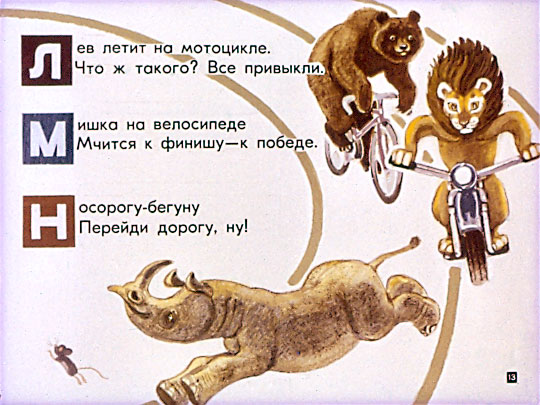 Лев летит на мотоцикле.
Что ж такого? Все привыкли.
Мишка на велосипеде
Мчится к финишу—к победе.
Носорогу-бегуну
Перейди дорогу, ну!
13